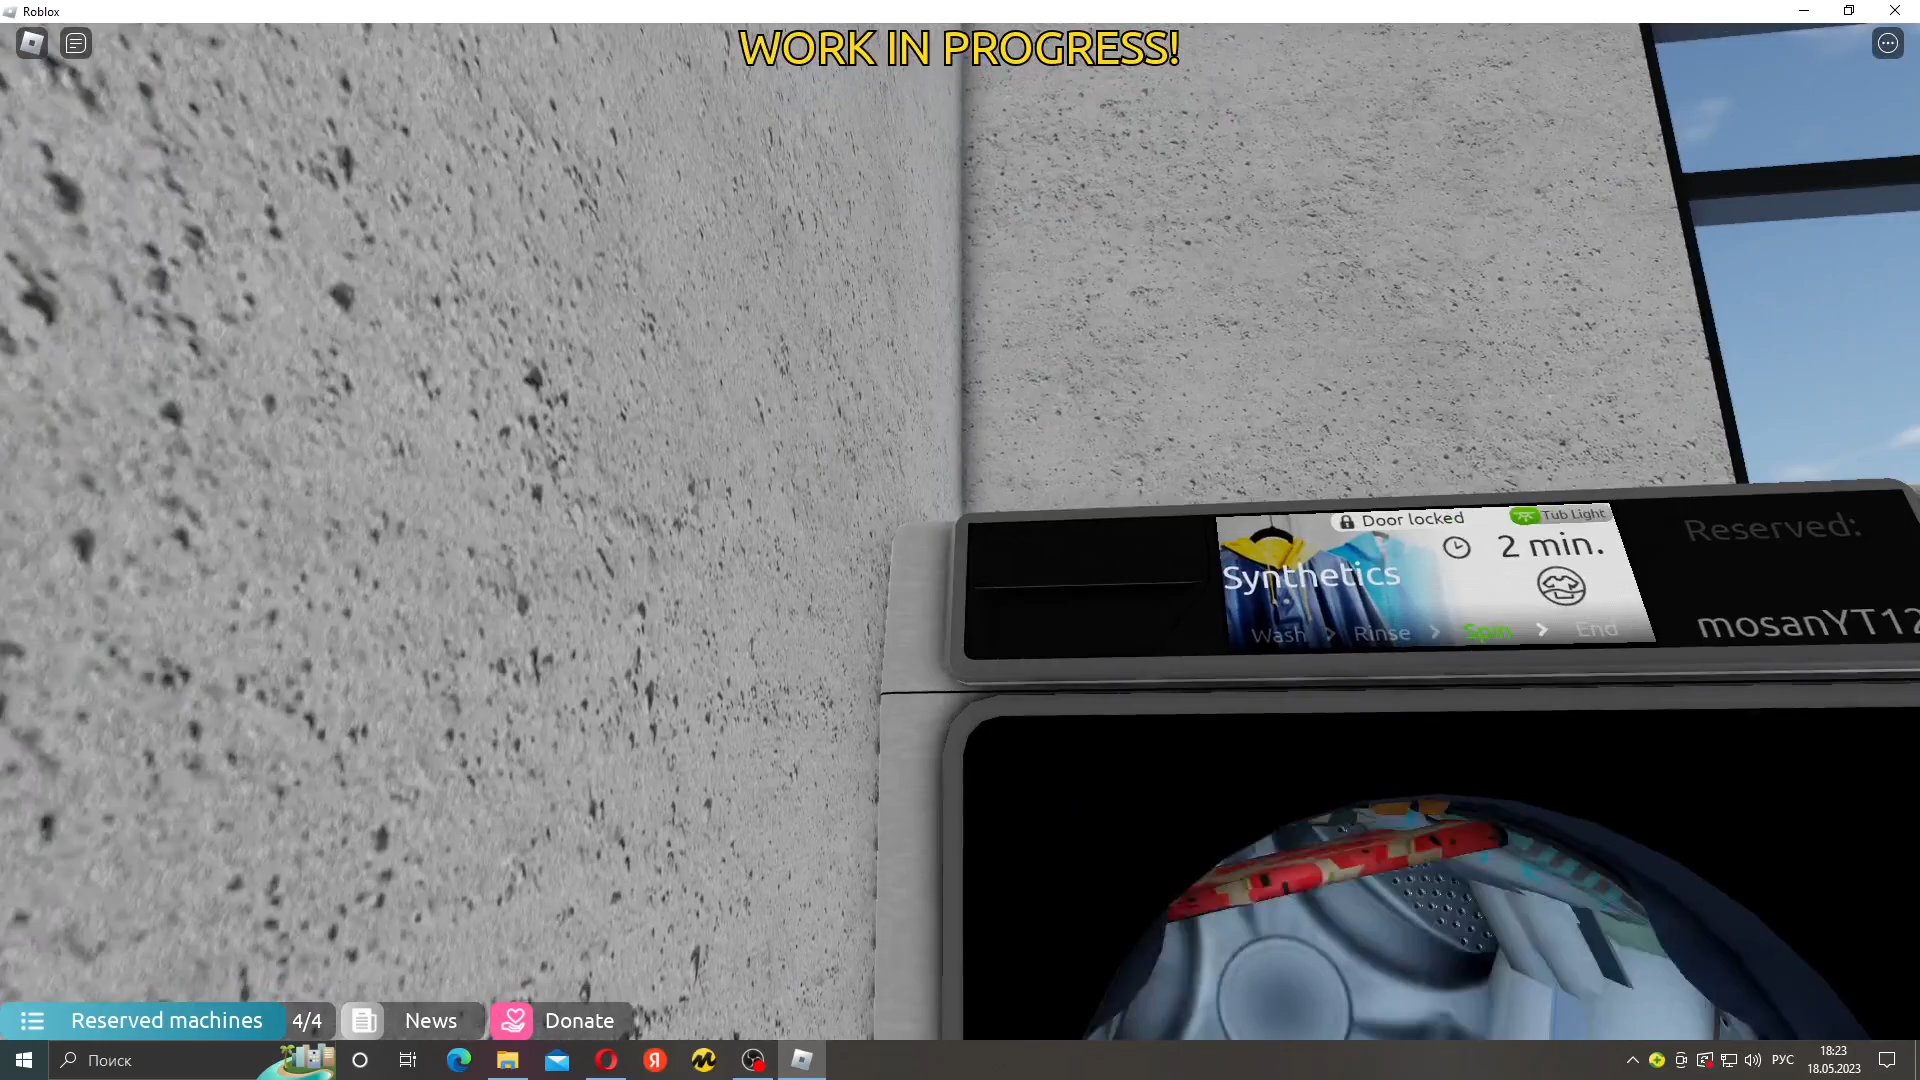 Roblox
WORK IN PROGRESS!
Door locked
Tub Light
2 min.
Synthetics
Wash > Rinse > Spin > End
Reserved:
mosanYT12
Reserved machines 4/4
News
Donate
Поиск
РУС
18:23
18.05.2023